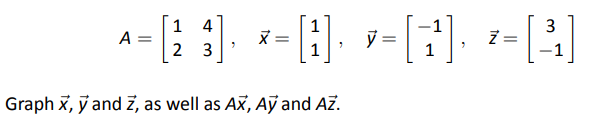 A = [1 4 2 3], x⃗ = [1 1], y⃗ = [−1 1], z⃗ = [3 −1]
Graph x⃗, y⃗ and z⃗, as well as Ax⃗, Ay⃗ and Az⃗.